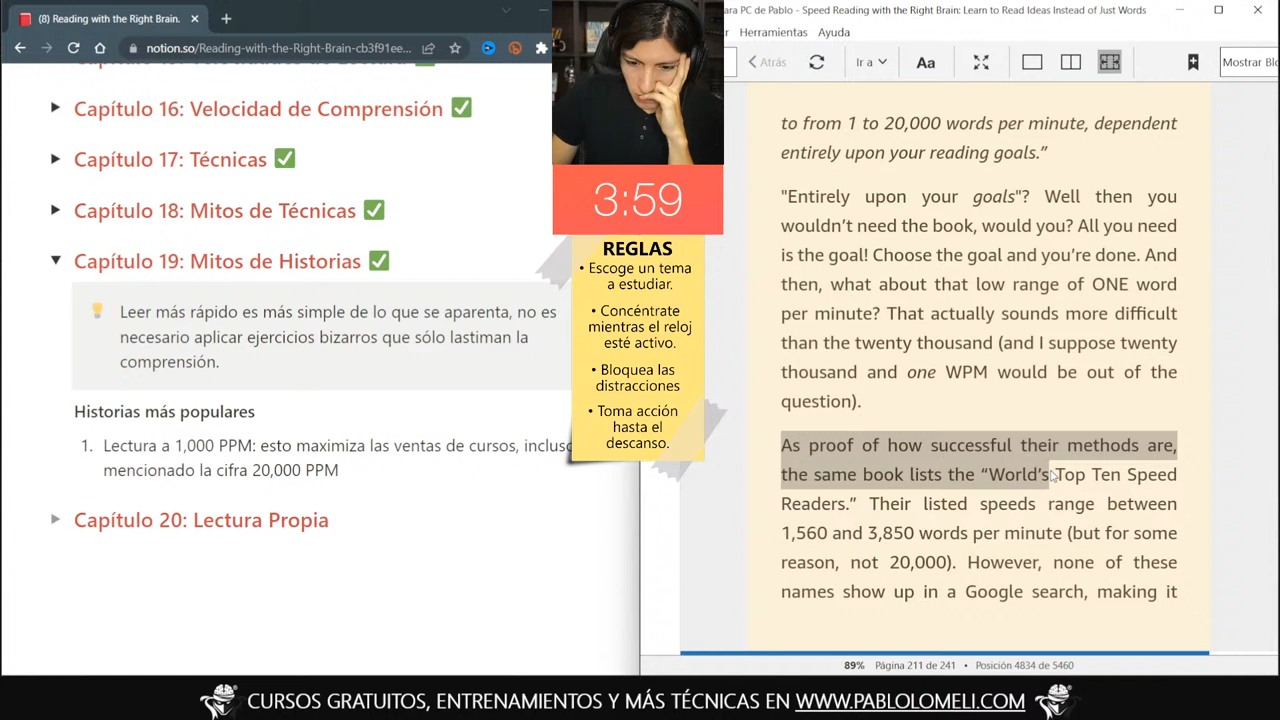 (8) Reading with the Right Brain.
notion.so/Reading-with-the-Right-Brain-cb3f91ee...
Capítulo 16: Velocidad de Comprensión
Capítulo 17: Técnicas
Capítulo 18: Mitos de Técnicas
Capítulo 19: Mitos de Historias
Leer más rápido es más simple de lo que se aparenta, no es
necesario aplicar ejercicios bizarros que sólo lastiman la
comprensión.
Historias más populares
1. Lectura a 1,000 PPM: esto maximiza las ventas de cursos, inclus
mencionado la cifra 20,000 PPM
Capítulo 20: Lectura Propia
3:59
REGLAS
• Escoge un tema
a estudiar.
• Concéntrate
mientras el reloj
esté activo.
• Bloquea las
distracciones
• Toma acción
hasta el
descanso.
ara PC de Pablo - Speed Reading with the Right Brain: Learn to Read Ideas Instead of Just Words
Herramientas Ayuda
Atrás
Ir a
Aa
Mostrar Blo
to from 1 to 20,000 words per minute, dependent
entirely upon your reading goals.”
"Entirely upon your goals"? Well then you
wouldn’t need the book, would you? All you need
is the goal! Choose the goal and you’re done. And
then, what about that low range of ONE word
per minute? That actually sounds more difficult
than the twenty thousand (and I suppose twenty
thousand and one WPM would be out of the
question).
As proof of how successful their methods are,
the same book lists the “World’s Top Ten Speed
Readers.” Their listed speeds range between
1,560 and 3,850 words per minute (but for some
reason, not 20,000). However, none of these
names show up in a Google search, making it
89% Página 211 de 241 • Posición 4834 de 5460
CURSOS GRATUITOS, ENTRENAMIENTOS Y MÁS TÉCNICAS EN WWW.PABLOLOMELI.COM